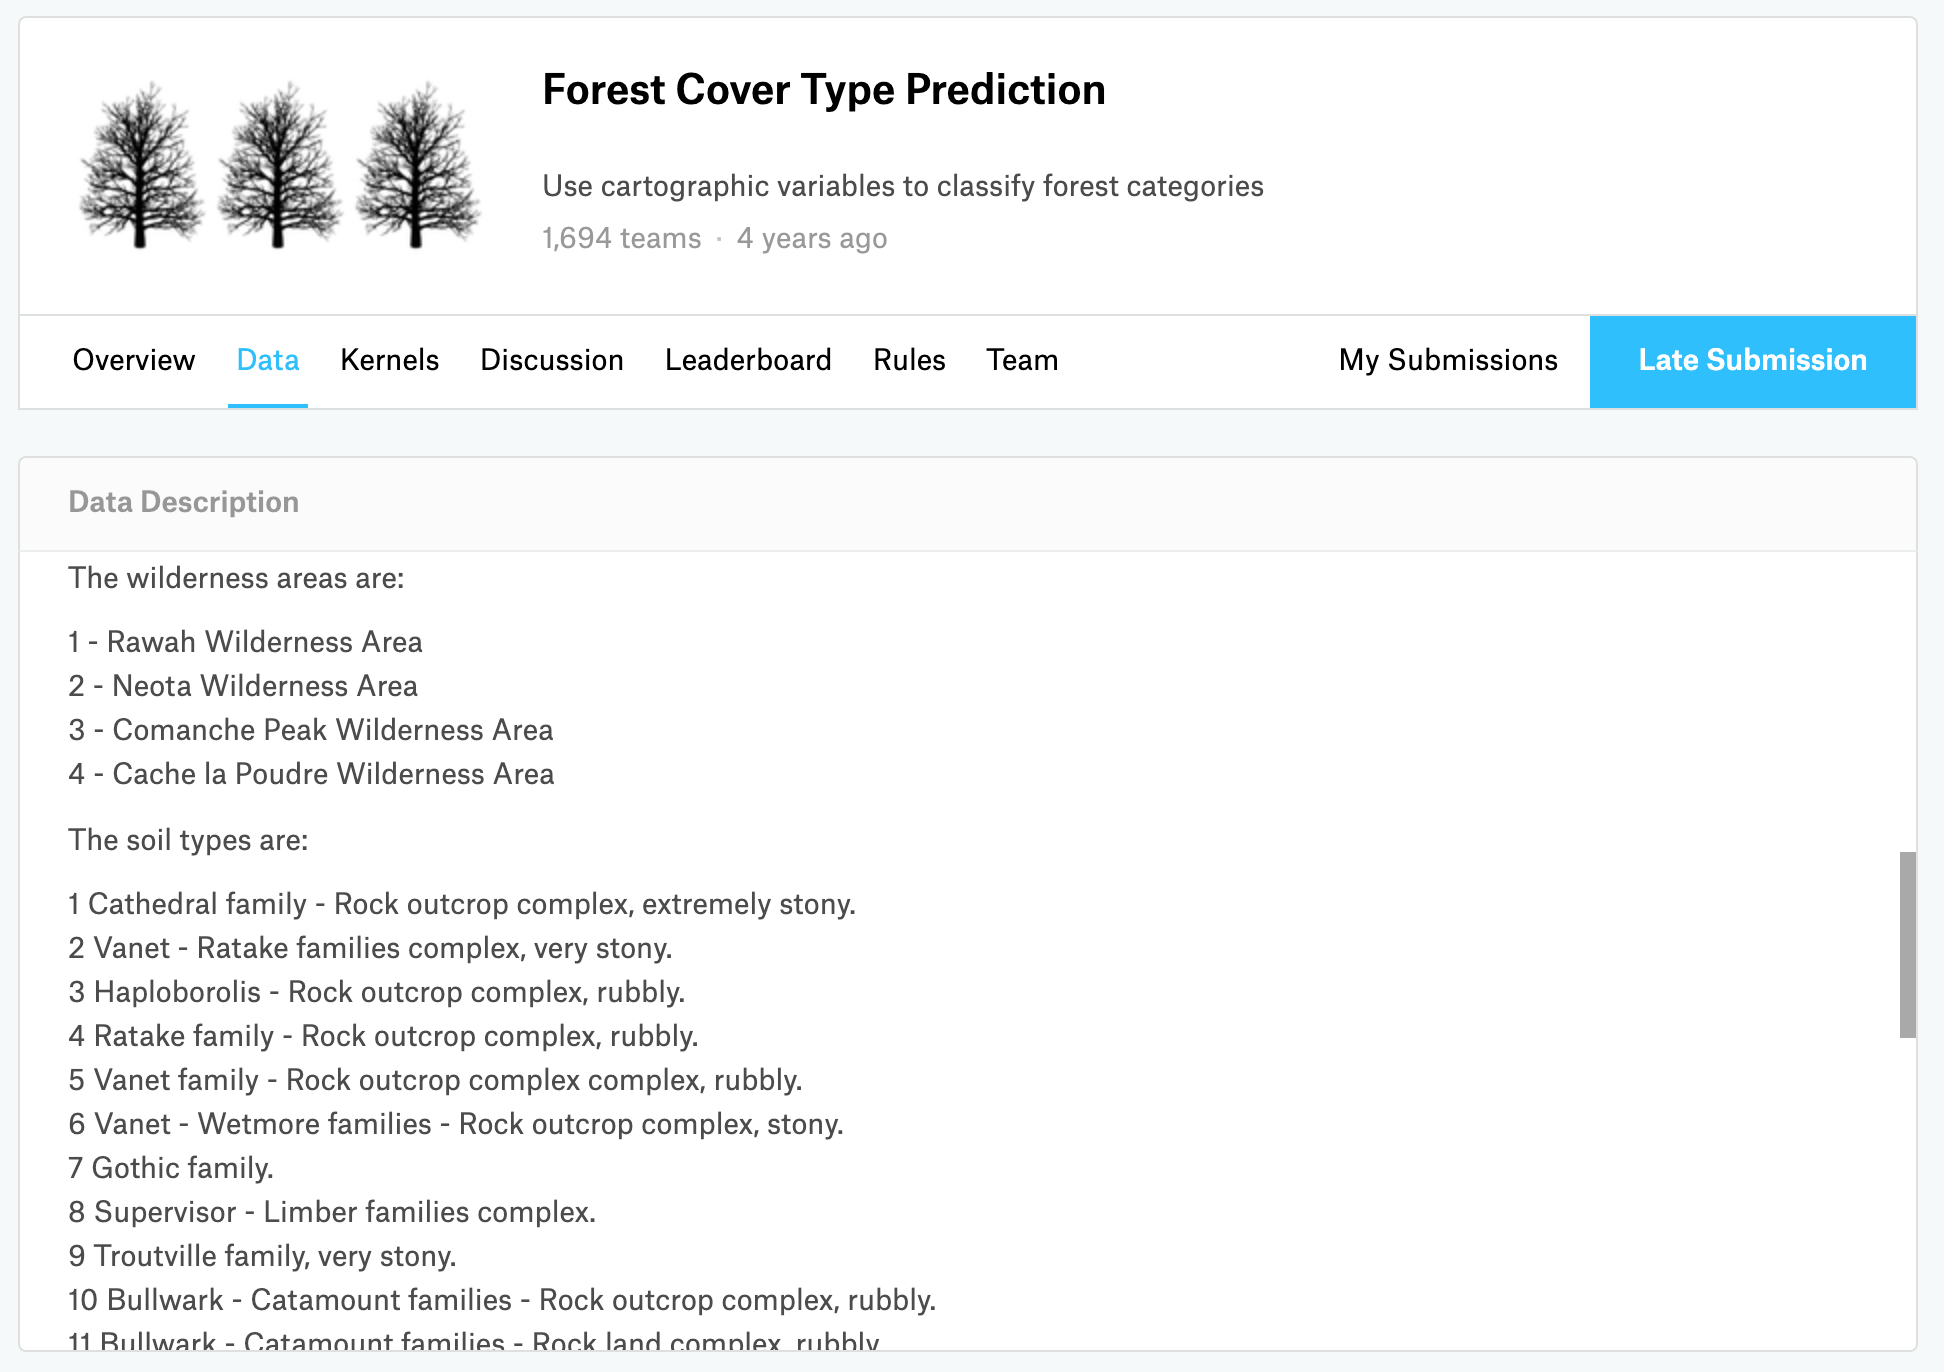 Forest Cover Type Prediction
Use cartographic variables to classify forest categories
1,694 teams · 4 years ago
Overview Data Kernels Discussion Leaderboard Rules Team My Submissions Late Submission
Data Description
The wilderness areas are:
1 - Rawah Wilderness Area
2 - Neota Wilderness Area
3 - Comanche Peak Wilderness Area
4 - Cache la Poudre Wilderness Area
The soil types are:
1 Cathedral family - Rock outcrop complex, extremely stony.
2 Vanet - Ratake families complex, very stony.
3 Haploborolis - Rock outcrop complex, rubbly.
4 Ratake family - Rock outcrop complex, rubbly.
5 Vanet family - Rock outcrop complex complex, rubbly.
6 Vanet - Wetmore families - Rock outcrop complex, stony.
7 Gothic family.
8 Supervisor - Limber families complex.
9 Troutville family, very stony.
10 Bullwark - Catamount families - Rock outcrop complex, rubbly.
11 Bullwark - Catamount families - Rock land complex, rubbly